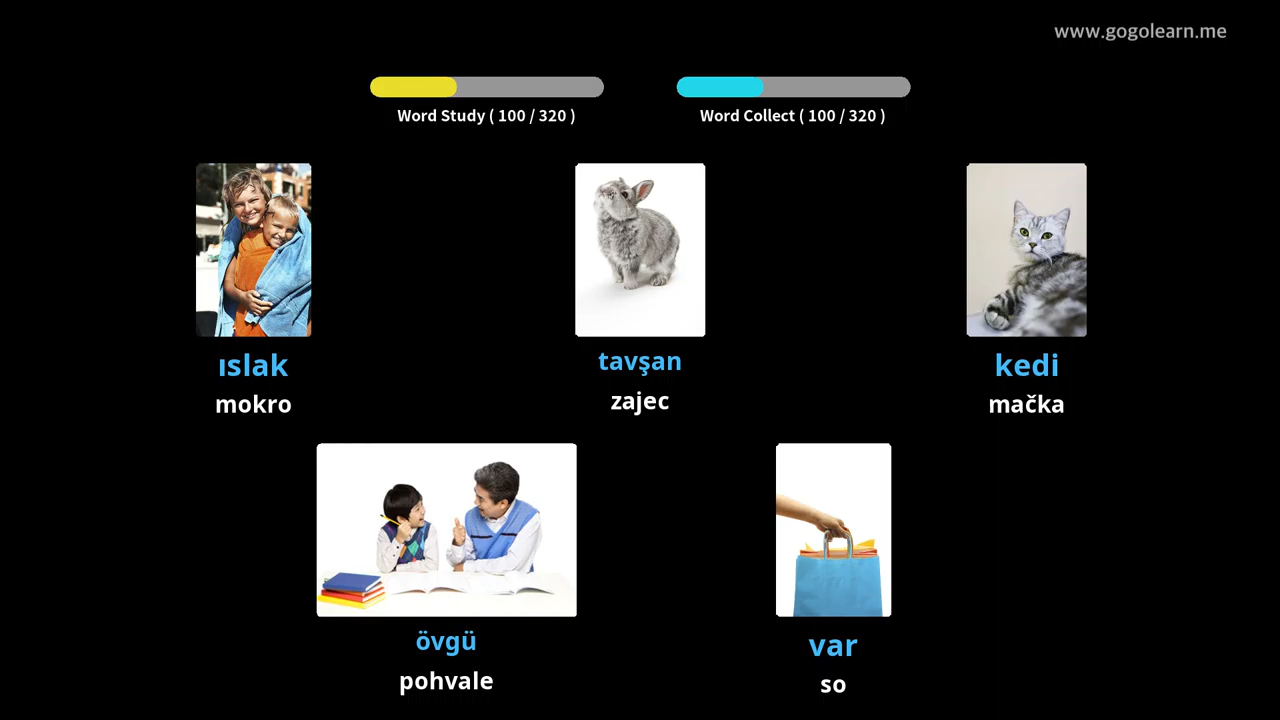 www.gogolearn.me
Word Study ( 100 / 320 )
Word Collect ( 100 / 320 )
ıslak
mokro
tavşan
zajec
kedi
mačka
övgü
pohvale
var
so